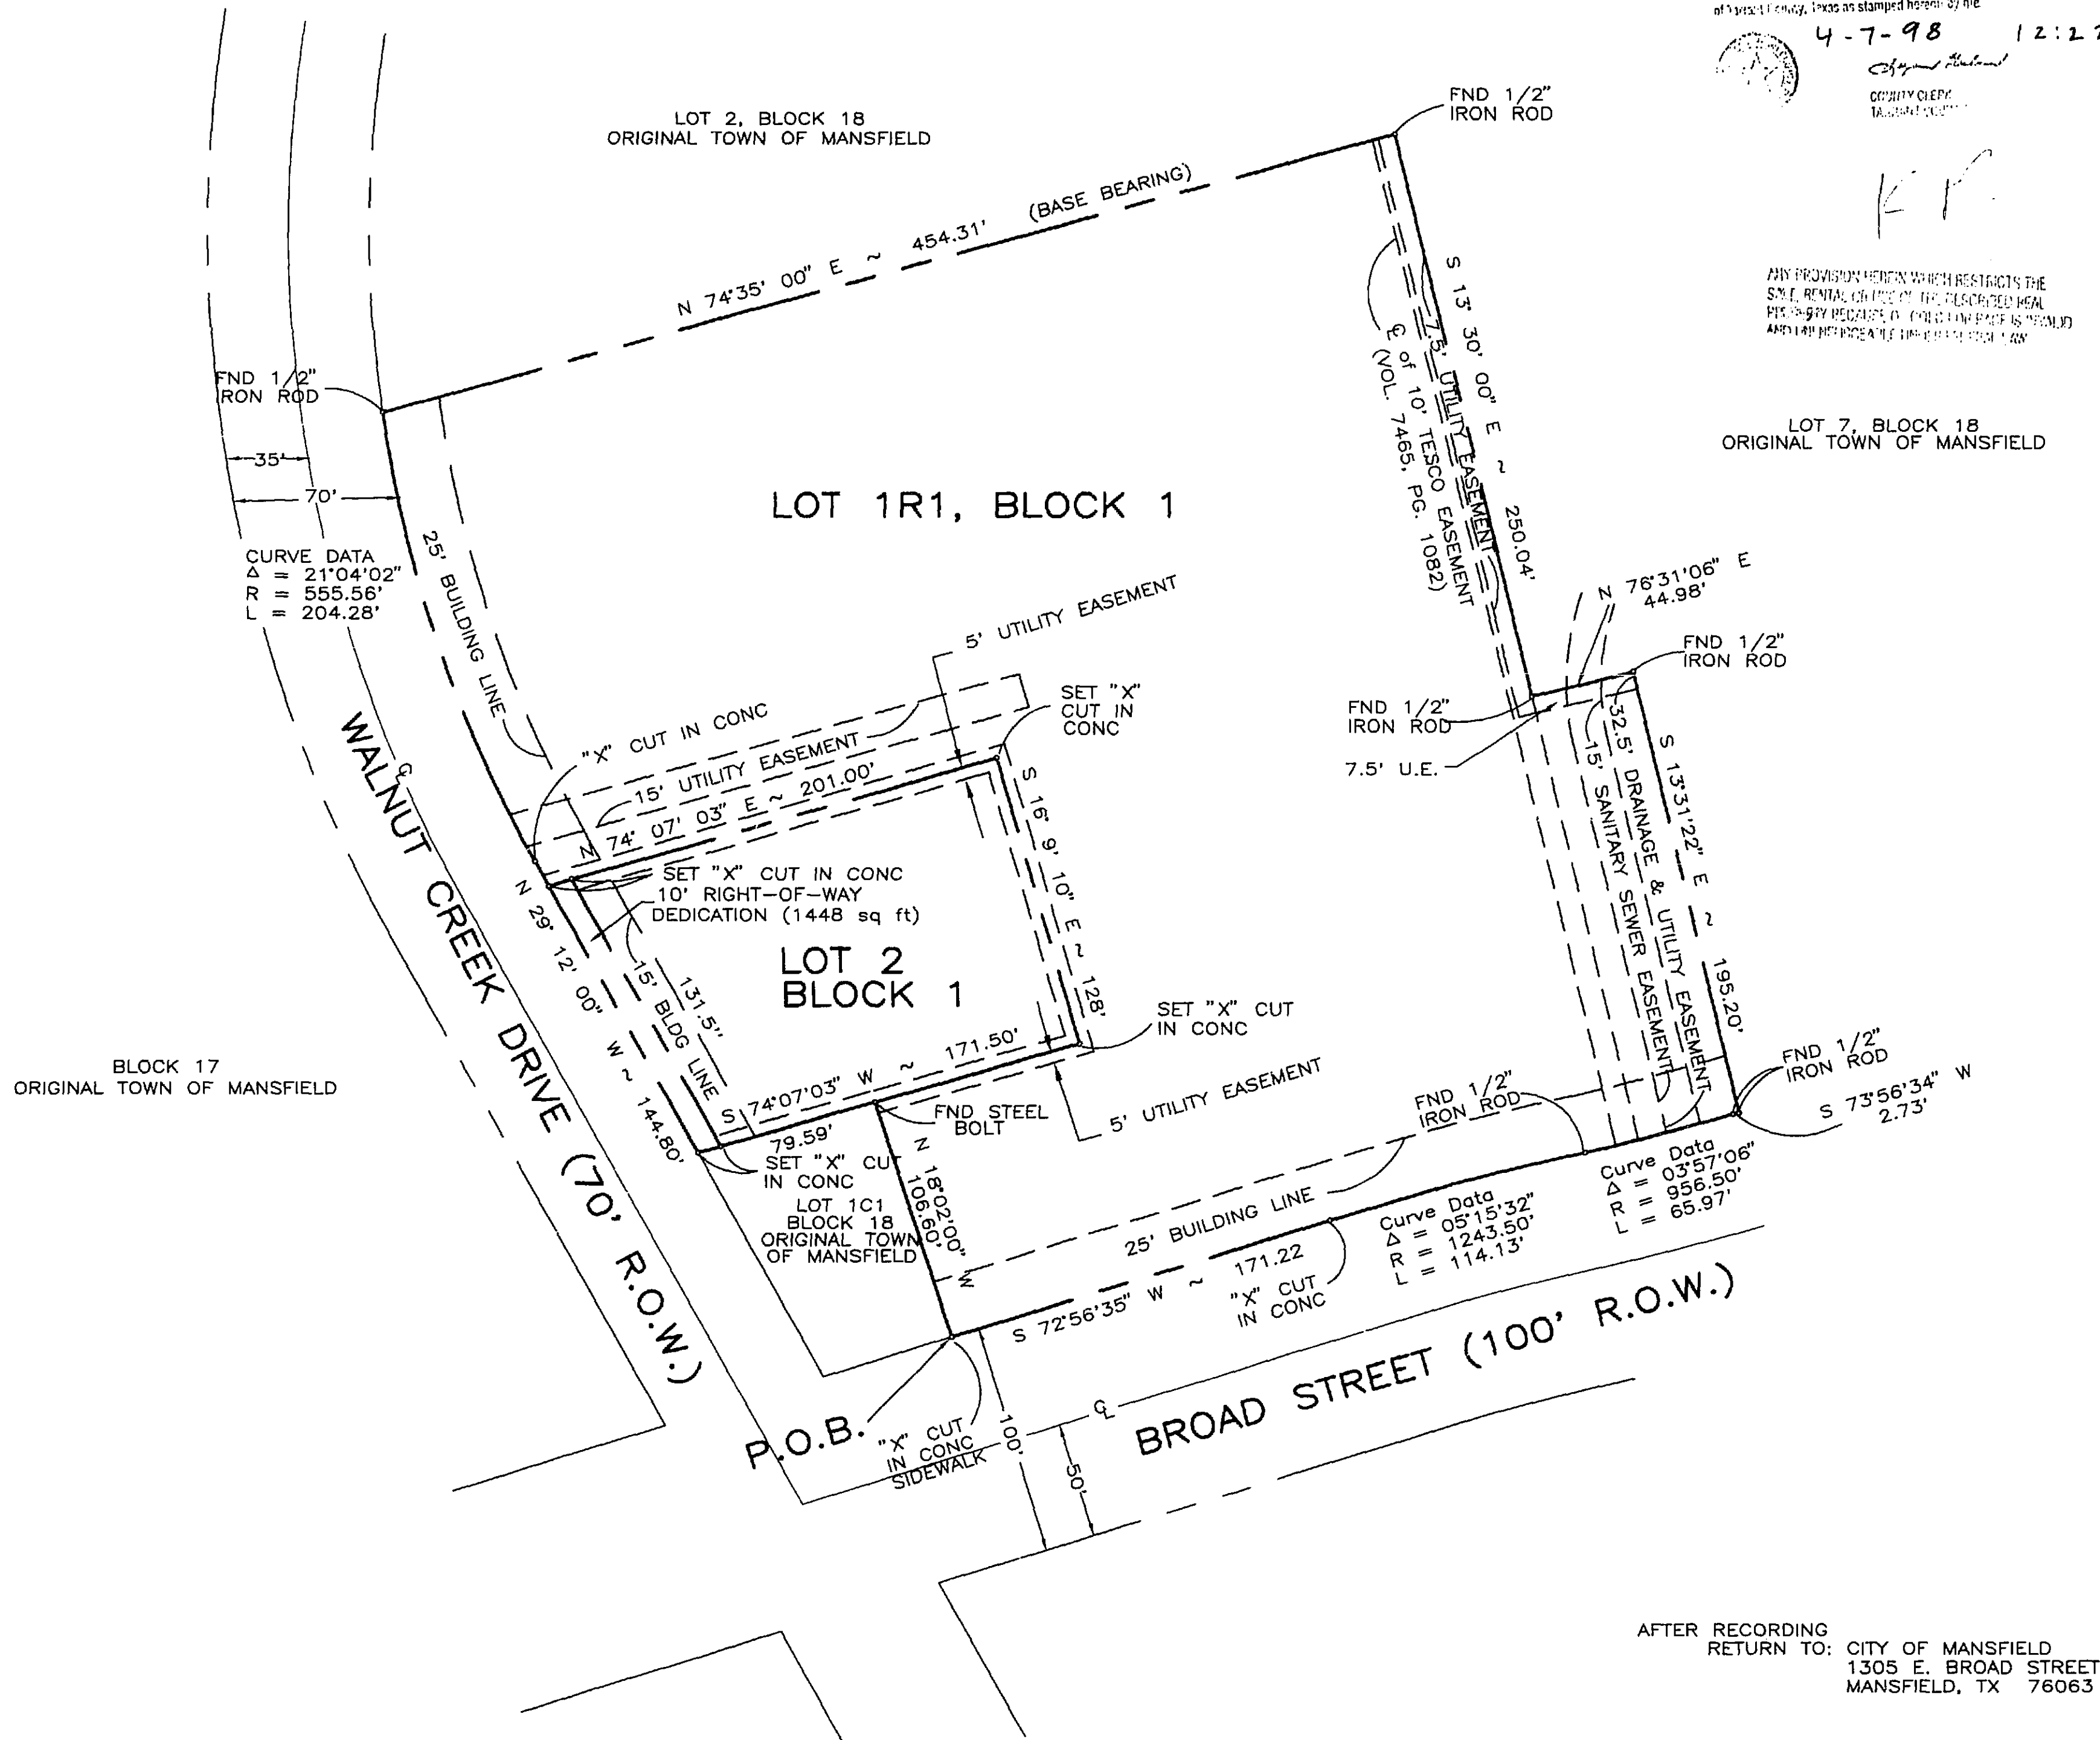 4-7-98 12:2
COUNTY CLERK
LOT 2, BLOCK 18
ORIGINAL TOWN OF MANSFIELD
FND 1/2"
IRON ROD
N 74°35' 00" E ~ 454.31' (BASE BEARING)
FND 1/2"
IRON ROD
35'
70'
CURVE DATA
Δ = 21°04'02"
R = 555.56'
L = 204.28'
25' BUILDING LINE
LOT 1R1, BLOCK 1
S 13° 30' 00" E ~ 250.04'
7.5' UTILITY EASEMENT
℄ of 10' TESCO EASEMENT
(VOL. 7465, PG. 1082)
ANY PROVISION HEREIN WHICH RESTRICTS THE
LOT 7, BLOCK 18
ORIGINAL TOWN OF MANSFIELD
N 76°31'06" E
44.98'
FND 1/2"
IRON ROD
FND 1/2"
IRON ROD
7.5' U.E.
5' UTILITY EASEMENT
SET "X"
CUT IN
CONC
"X" CUT IN CONC
15' UTILITY EASEMENT
N 74° 07' 03" E ~ 201.00'
S 16° 9' 10" E ~ 128'
SET "X" CUT IN CONC
10' RIGHT-OF-WAY
DEDICATION (1448 sq ft)
LOT 2
BLOCK 1
N 29° 12' 00" W ~ 144.80'
15' BLDG LINE
131.5'
SET "X" CUT
IN CONC
S 74°07'03" W ~ 171.50'
79.59'
FND STEEL
BOLT
5' UTILITY EASEMENT
SET "X" CUT
IN CONC
LOT 1C1
BLOCK 18
ORIGINAL TOWN
OF MANSFIELD
N 18°02'00" W
106.60'
WALNUT CREEK DRIVE (70' R.O.W.)
℄
BLOCK 17
ORIGINAL TOWN OF MANSFIELD
S 13°31'22" E ~ 195.20'
32.5' DRAINAGE & UTILITY EASEMENT
15' SANITARY SEWER EASEMENT
FND 1/2"
IRON ROD
FND 1/2"
IRON ROD
S 73°56'34" W
2.73'
Curve Data
Δ = 03°57'06"
R = 956.50'
L = 65.97'
Curve Data
Δ = 05°15'32"
R = 1243.50'
L = 114.13'
25' BUILDING LINE
S 72°56'35" W ~ 171.22
"X" CUT
IN CONC
P.O.B.
"X" CUT
IN CONC
SIDEWALK
100'
50'
℄
BROAD STREET (100' R.O.W.)
AFTER RECORDING
RETURN TO: CITY OF MANSFIELD
1305 E. BROAD STREET
MANSFIELD, TX 76063